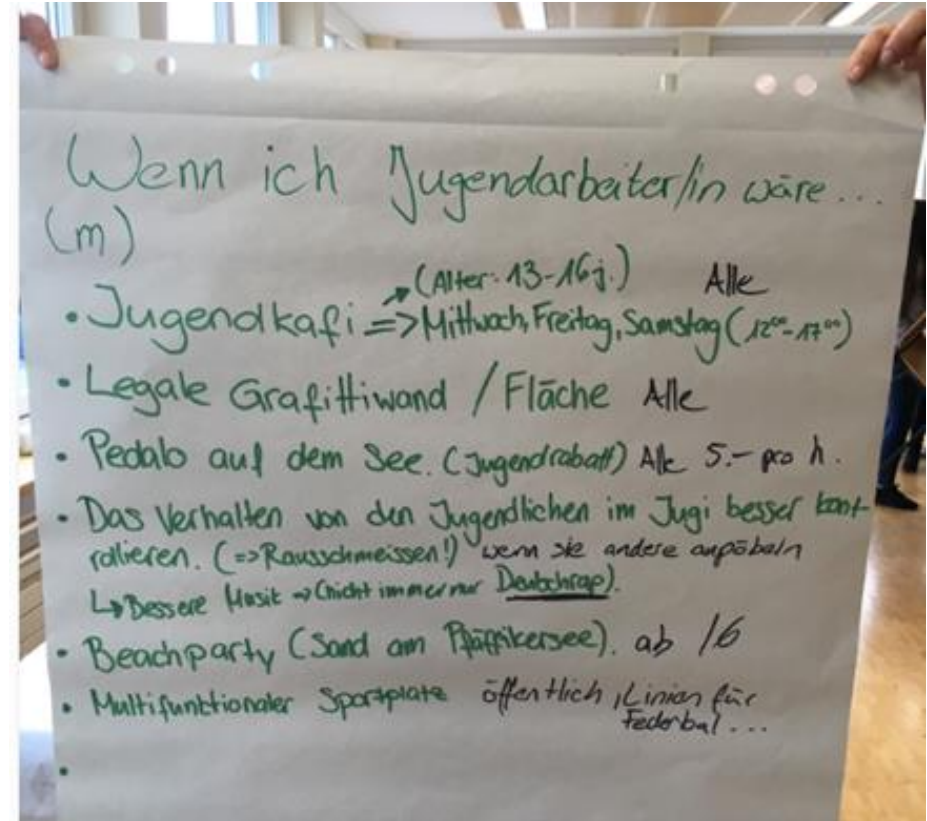 Wenn ich Jugendarbeiter/in wäre...
(m)
(Alter: 13-16j.) Alle
• Jugendkafi => Mittwoch, Freitag, Samstag (12⁰⁰-17⁰⁰)
• Legale Grafittiwand / Fläche Alle
• Pedalo auf dem See. (Jugendrabatt) Alle 5.- pro h.
• Das Verhalten von den Jugendlichen im Jugi besser kont-
rollieren. (=> Rausschmeissen!) wenn sie andere anpöbeln
↳ Bessere Musik => (nicht immer nur Deutschrap).
• Beachparty (Sand am Pfäffikersee). ab 16
• Multifunktionaler Sportplatz öffentlich, Linien für
Federbal...
•